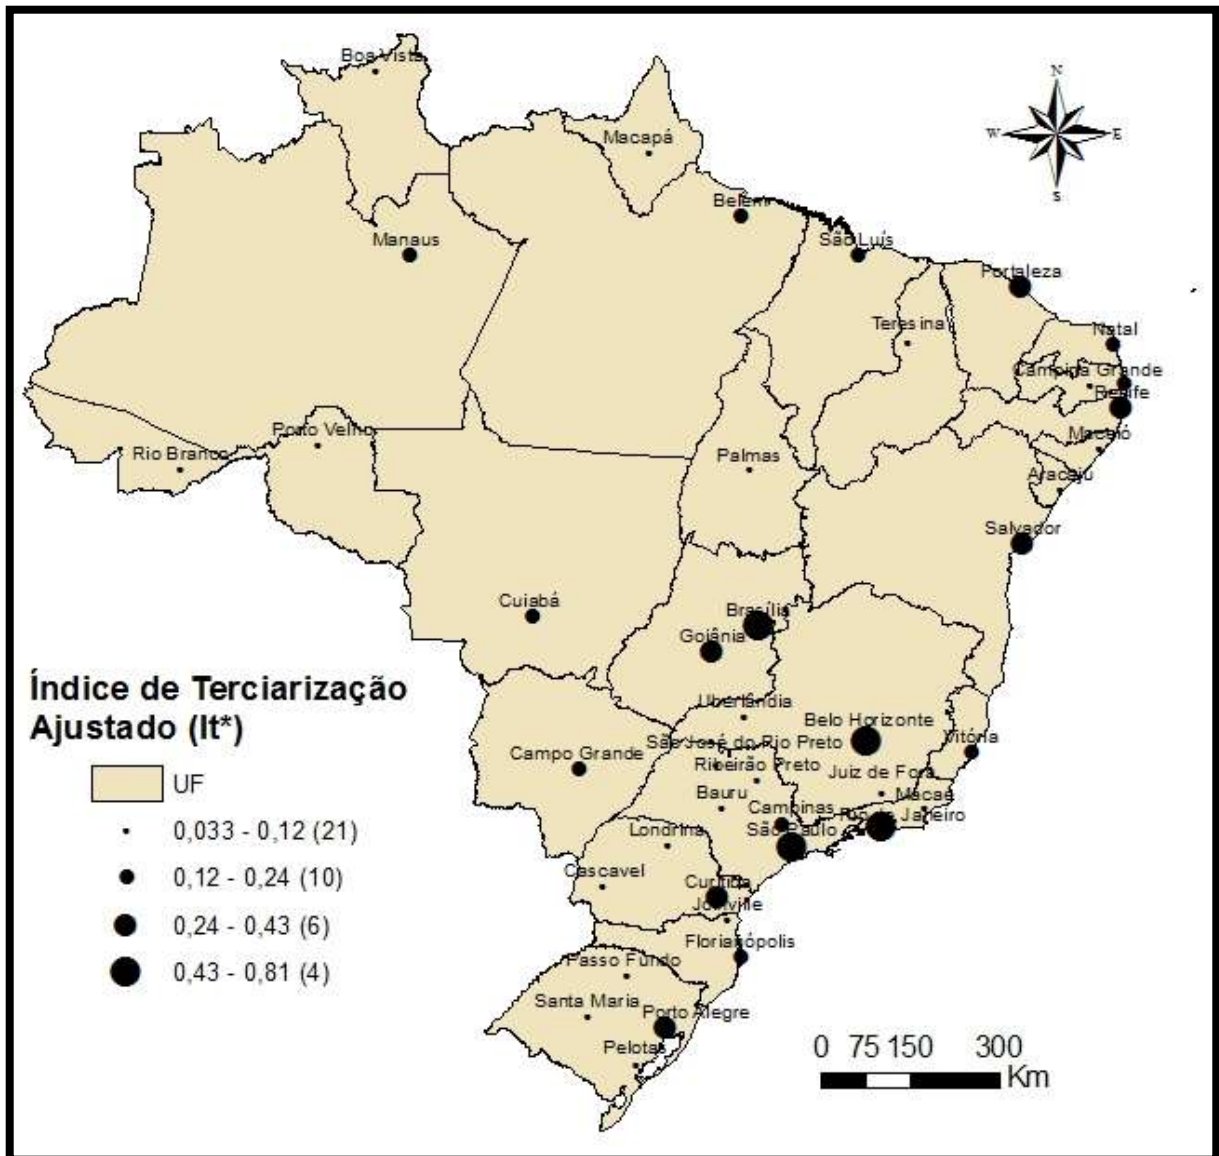 Boa Vista
N
Macapá
W
E
S
Belém
Manaus
São Luís
Fortaleza
Teresina
Natal
Campina Grande
Recife
Maceió
Porto Velho
Rio Branco
Palmas
Aracaju
Salvador
Cuiabá
Brasília
Goiânia
Índice de Terciarização
Ajustado (It*)
Uberlândia
Belo Horizonte
Vitória
São José do Rio Preto
Campo Grande
Ribeirão Preto
Juiz de Fora
UF
Bauru
Macaé
Campinas
Rio de Janeiro
0,033 - 0,12 (21)
Londrina
São Paulo
Cascavel
0,12 - 0,24 (10)
Curitiba
Joinville
0,24 - 0,43 (6)
Florianópolis
Passo Fundo
0,43 - 0,81 (4)
Santa Maria
Porto Alegre
Pelotas
0 75 150 300
Km